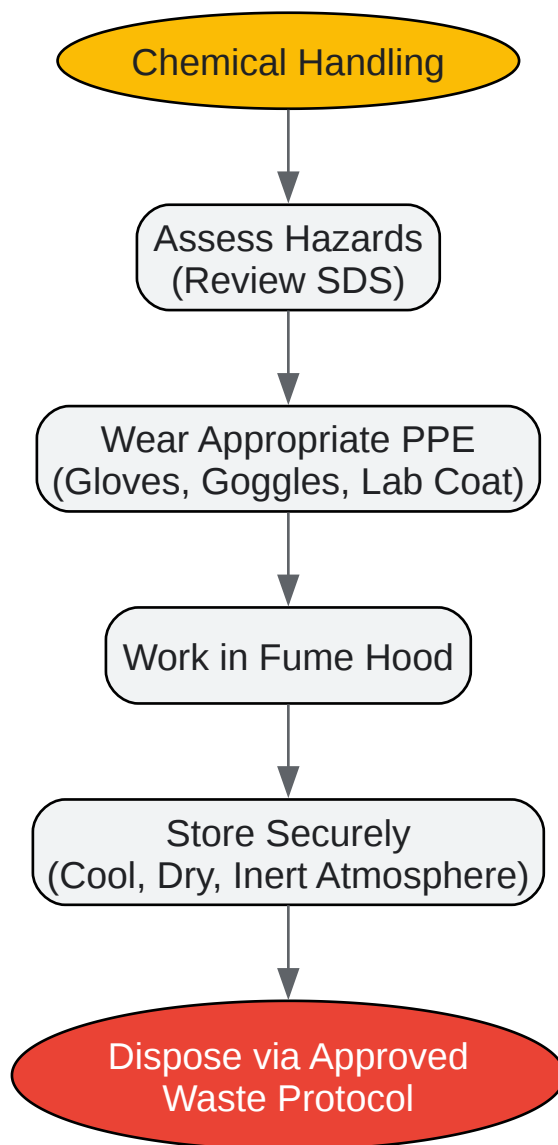 Chemical Handling
Assess Hazards
(Review SDS)
Wear Appropriate PPE
(Gloves, Goggles, Lab Coat)
Work in Fume Hood
Store Securely
(Cool, Dry, Inert Atmosphere)
Dispose via Approved
Waste Protocol